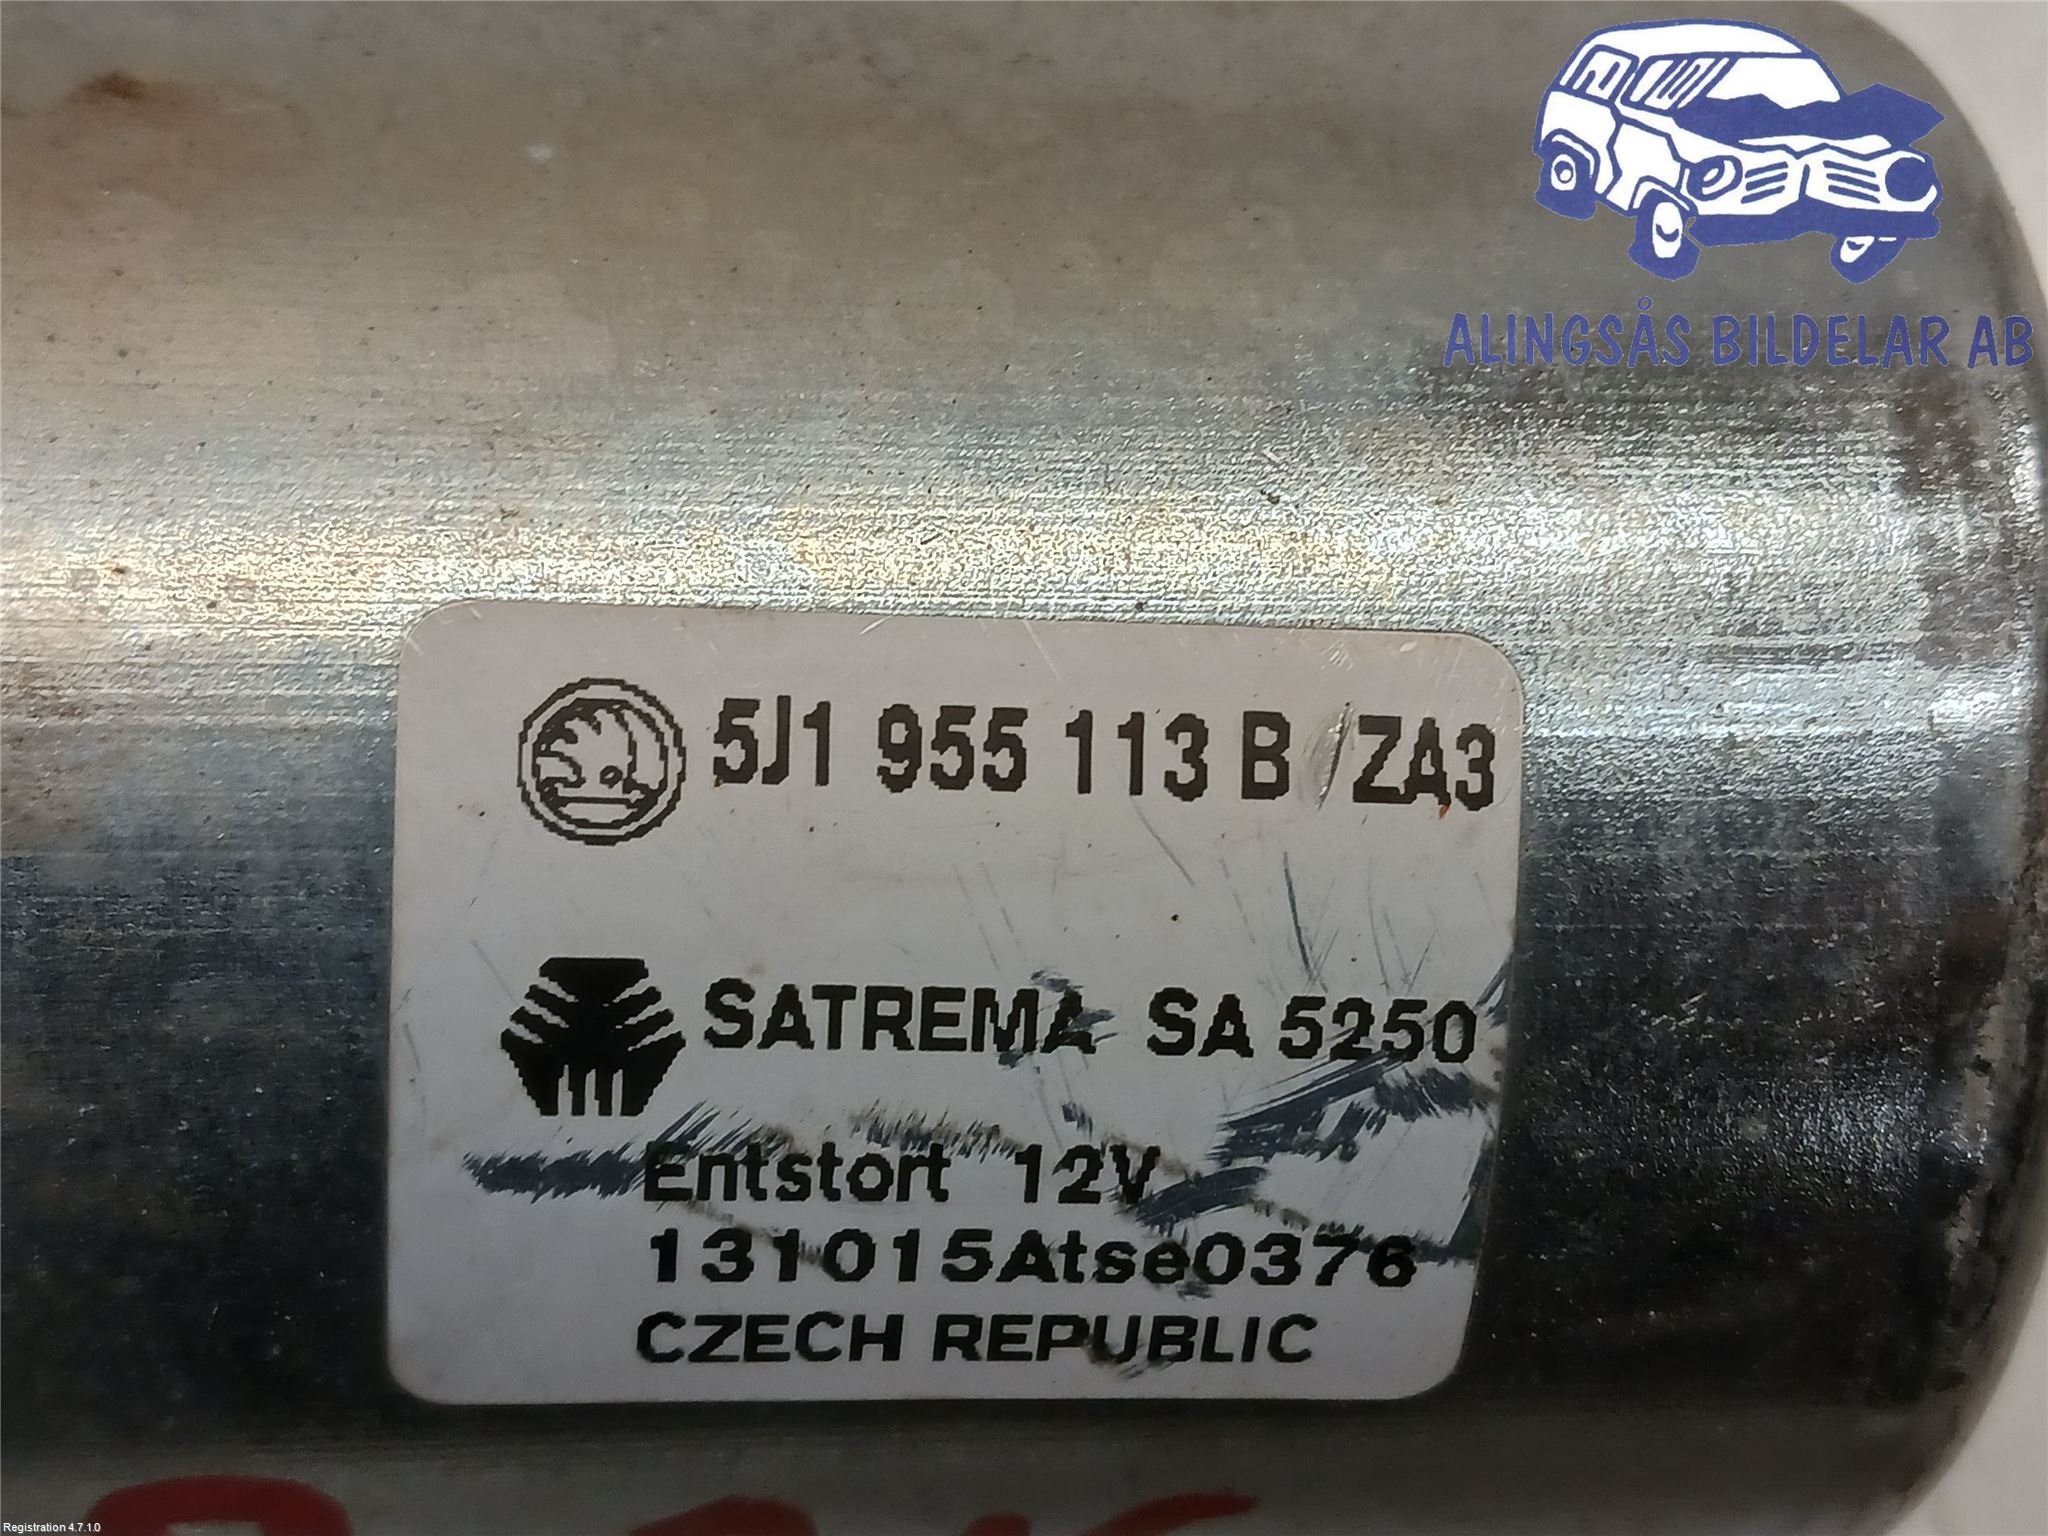 ALINGSÅS BILDELAR AB
5J1 955 113 B /ZA3
SATREMA SA 5250
Entstort 12V
131015Atse0376
CZECH REPUBLIC
Registration 4.7.1.0